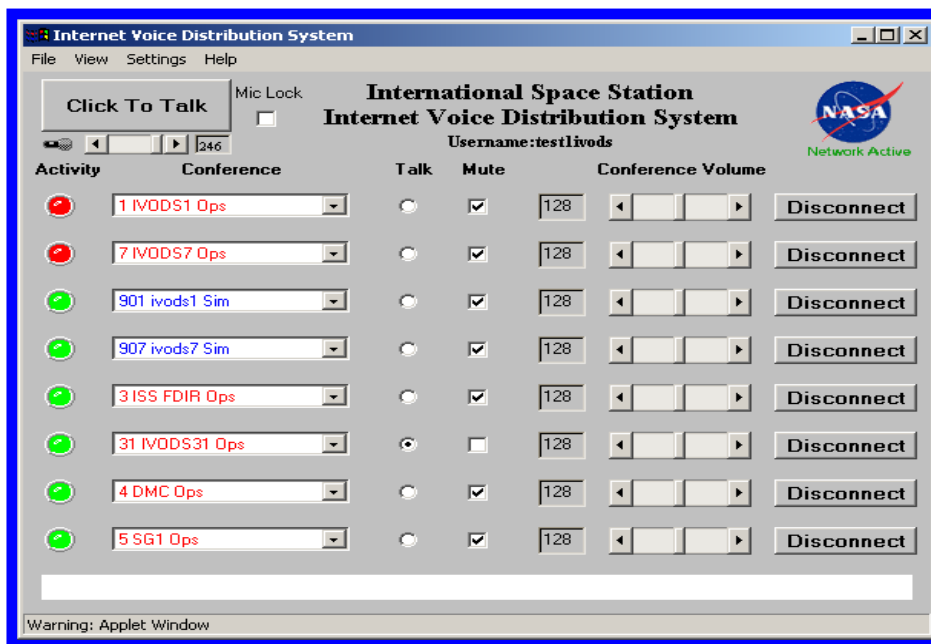 Internet Voice Distribution System
File View Settings Help
Click To Talk
Mic Lock
246
International Space Station
Internet Voice Distribution System
Username:test1ivods
NASA
Network Active
Activity Conference Talk Mute Conference Volume
1 IVODS1 Ops 128 Disconnect
7 IVODS7 Ops 128 Disconnect
901 ivods1 Sim 128 Disconnect
907 ivods7 Sim 128 Disconnect
3 ISS FDIR Ops 128 Disconnect
31 IVODS31 Ops 128 Disconnect
4 DMC Ops 128 Disconnect
5 SG1 Ops 128 Disconnect
Warning: Applet Window